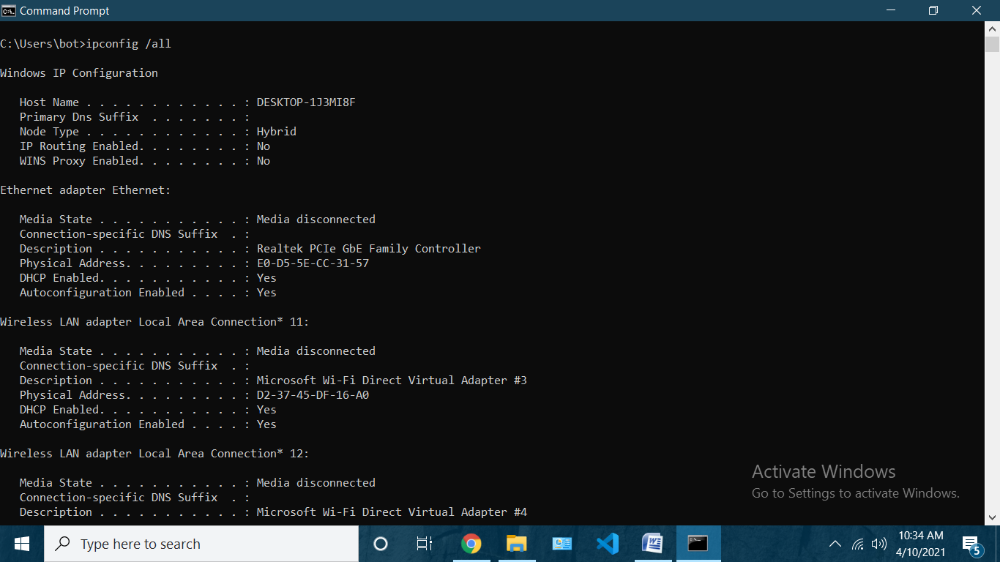 Command Prompt
C:\Users\bot>ipconfig /all
Windows IP Configuration
Host Name . . . . . . . . . . . . : DESKTOP-1J3MI8F
Primary Dns Suffix  . . . . . . . :
Node Type . . . . . . . . . . . . : Hybrid
IP Routing Enabled. . . . . . . . : No
WINS Proxy Enabled. . . . . . . . : No
Ethernet adapter Ethernet:
Media State . . . . . . . . . . . : Media disconnected
Connection-specific DNS Suffix  . :
Description . . . . . . . . . . . : Realtek PCIe GbE Family Controller
Physical Address. . . . . . . . . : E0-D5-5E-CC-31-57
DHCP Enabled. . . . . . . . . . . : Yes
Autoconfiguration Enabled . . . . : Yes
Wireless LAN adapter Local Area Connection* 11:
Media State . . . . . . . . . . . : Media disconnected
Connection-specific DNS Suffix  . :
Description . . . . . . . . . . . : Microsoft Wi-Fi Direct Virtual Adapter #3
Physical Address. . . . . . . . . : D2-37-45-DF-16-A0
DHCP Enabled. . . . . . . . . . . : Yes
Autoconfiguration Enabled . . . . : Yes
Wireless LAN adapter Local Area Connection* 12:
Media State . . . . . . . . . . . : Media disconnected
Connection-specific DNS Suffix  . :
Description . . . . . . . . . . . : Microsoft Wi-Fi Direct Virtual Adapter #4
Activate Windows
Go to Settings to activate Windows.
Type here to search
10:34 AM
4/10/2021
5